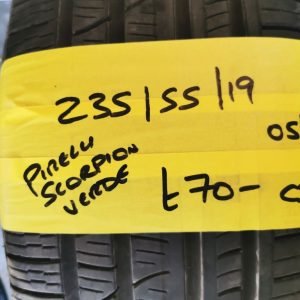 235/55/19
05
PIRELLI
SCORPION
VERDE
£70-